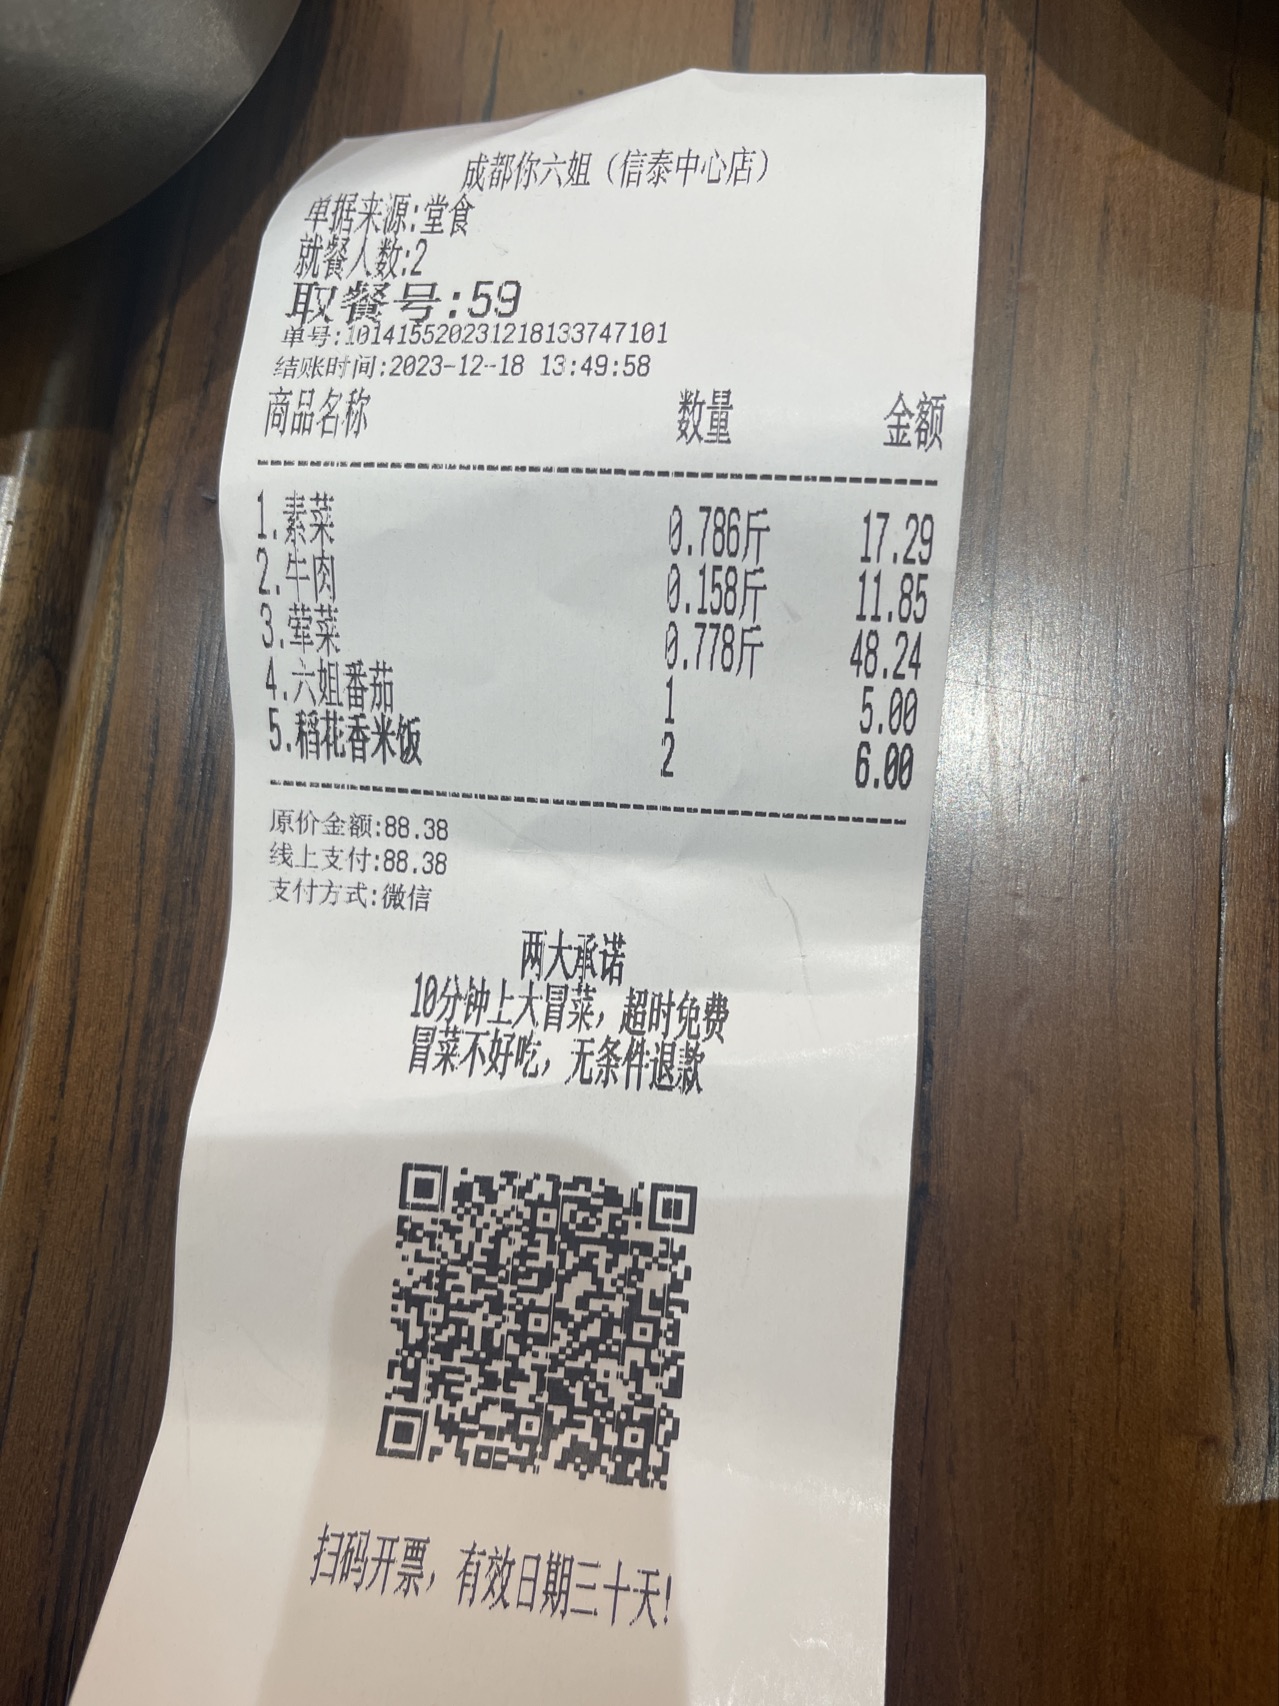 成都你六姐（信泰中心店）
单据来源:堂食
就餐人数:2
取餐号:59
单号:10141552023121813374​7101
结账时间:2023-12-18 13:49:58
商品名称 数量 金额
1.素菜 0.786斤 17.29
2.牛肉 0.158斤 11.85
3.荤菜 0.778斤 48.24
4.六姐番茄 1 5.00
5.稻花香米饭 2 6.00
原价金额:88.38
线上支付:88.38
支付方式:微信
两大承诺
10分钟上大冒菜，超时免费
冒菜不好吃，无条件退款
扫码开票，有效日期三十天!